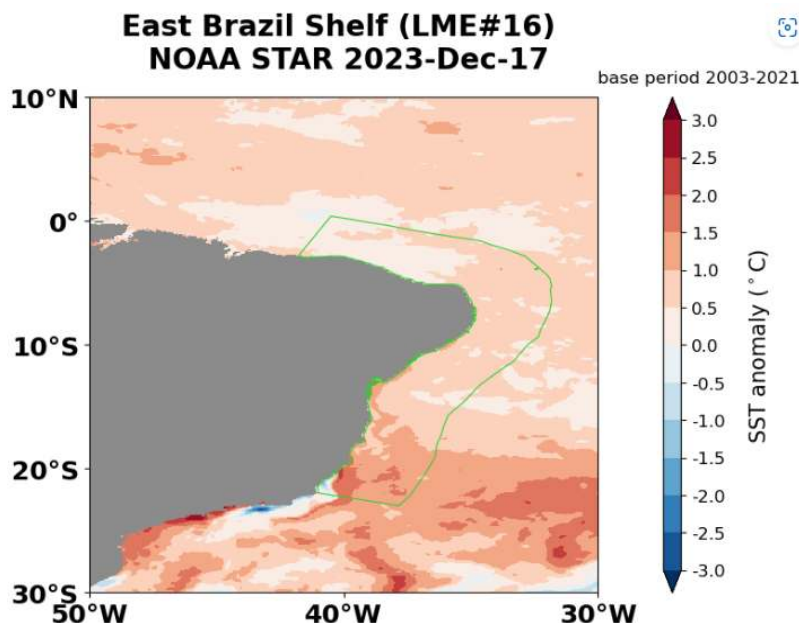 East Brazil Shelf (LME#16)
NOAA STAR 2023-Dec-17
base period 2003-2021
10°N
0°
10°S
20°S
30°S
50°W
40°W
30°W
3.0
2.5
2.0
1.5
1.0
0.5
0.0
-0.5
-1.0
-1.5
-2.0
-2.5
-3.0
SST anomaly (°C)